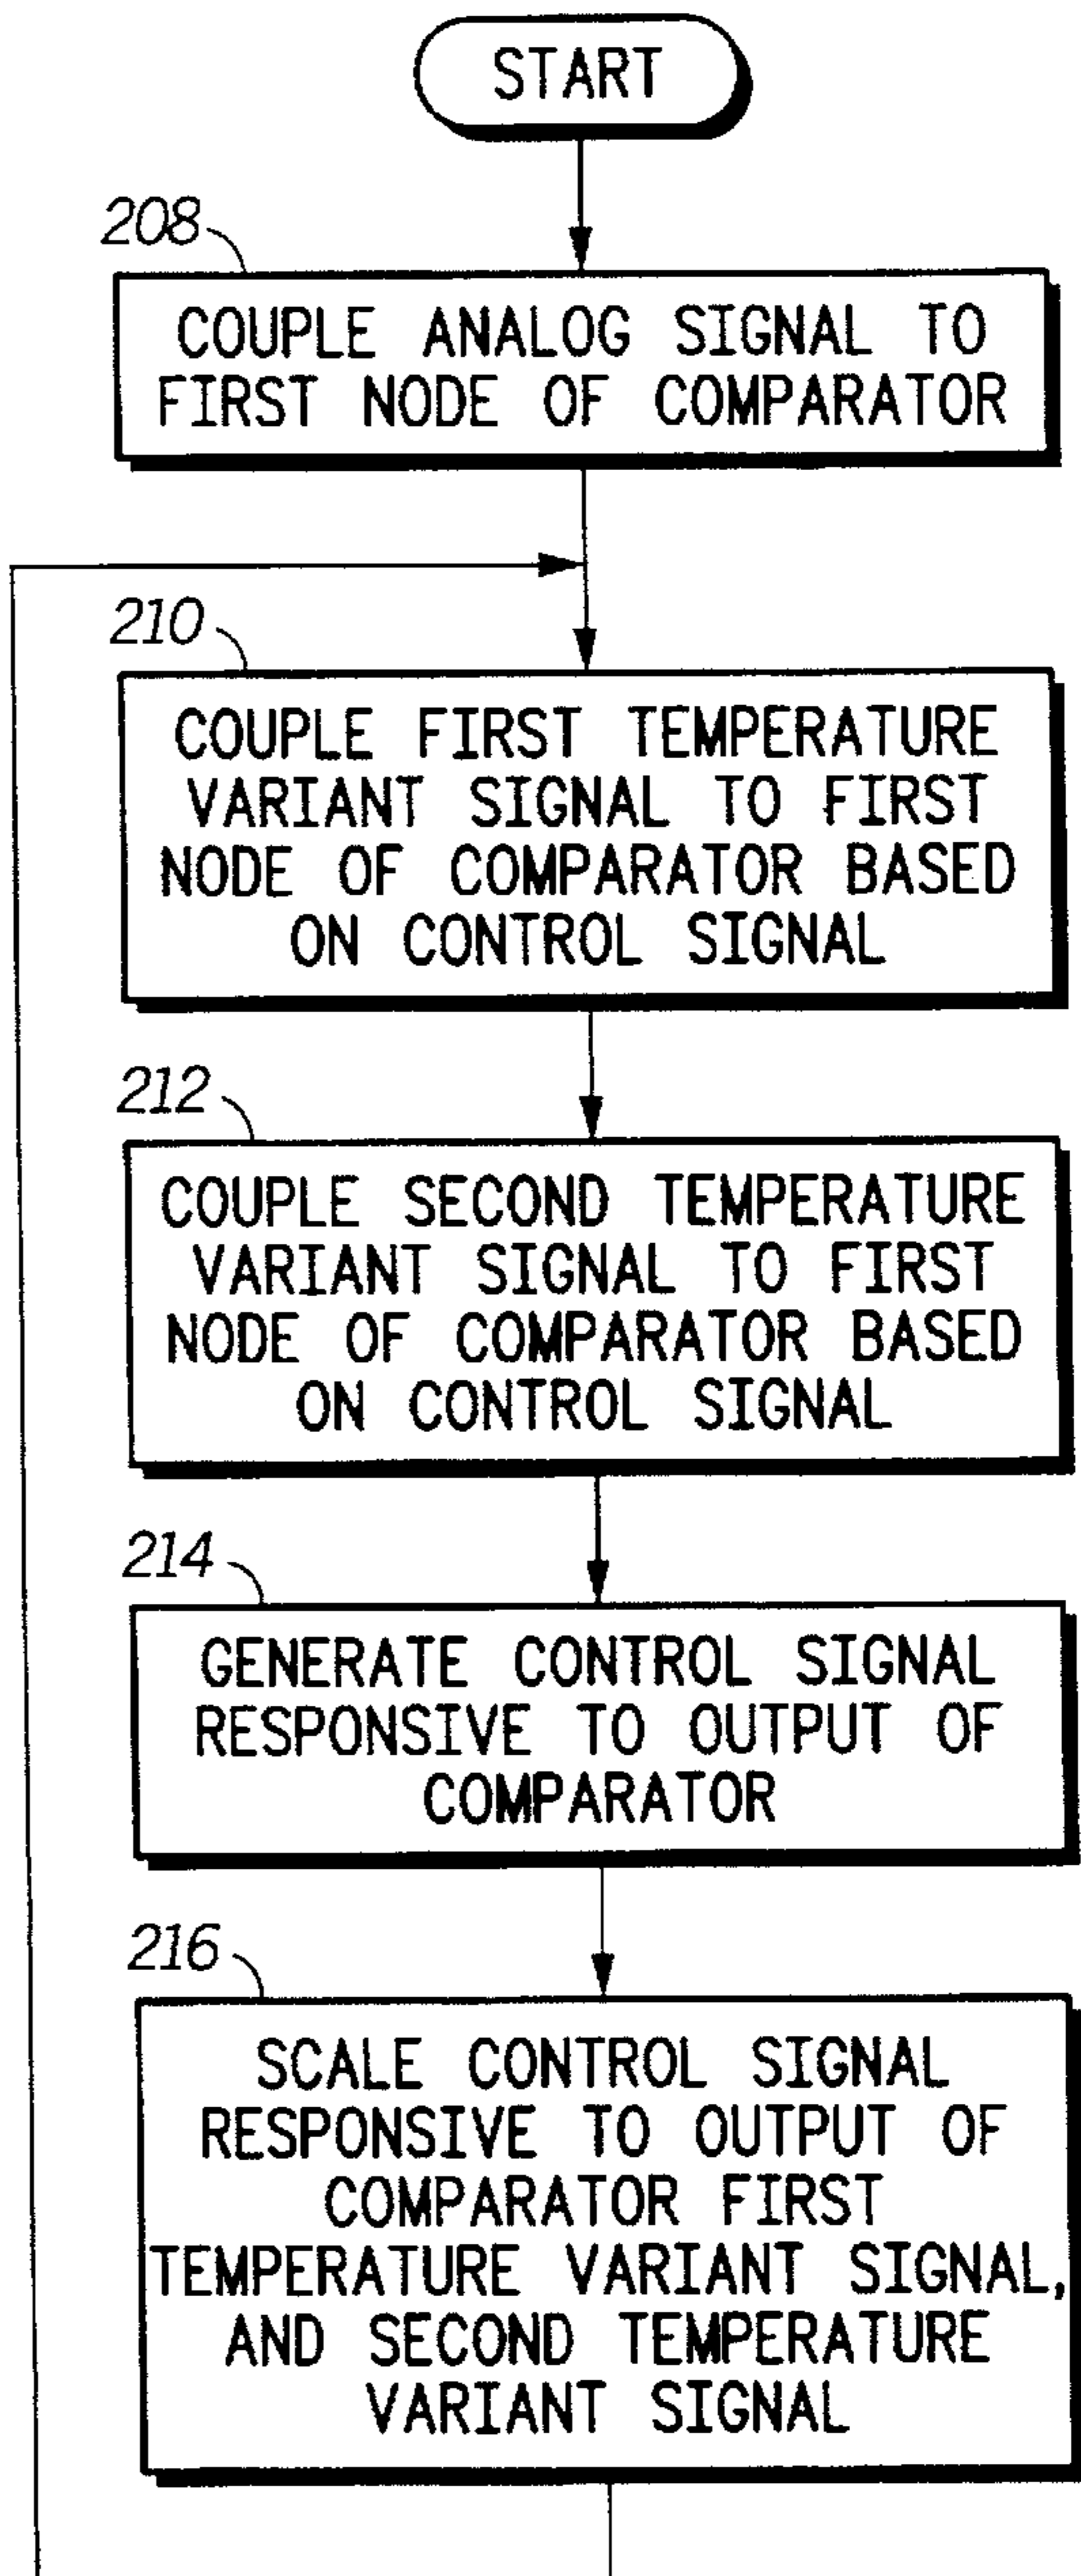 START
208
COUPLE ANALOG SIGNAL TO
FIRST NODE OF COMPARATOR
210
COUPLE FIRST TEMPERATURE
VARIANT SIGNAL TO FIRST
NODE OF COMPARATOR BASED
ON CONTROL SIGNAL
212
COUPLE SECOND TEMPERATURE
VARIANT SIGNAL TO FIRST
NODE OF COMPARATOR BASED
ON CONTROL SIGNAL
214
GENERATE CONTROL SIGNAL
RESPONSIVE TO OUTPUT OF
COMPARATOR
216
SCALE CONTROL SIGNAL
RESPONSIVE TO OUTPUT OF
COMPARATOR FIRST
TEMPERATURE VARIANT SIGNAL,
AND SECOND TEMPERATURE
VARIANT SIGNAL